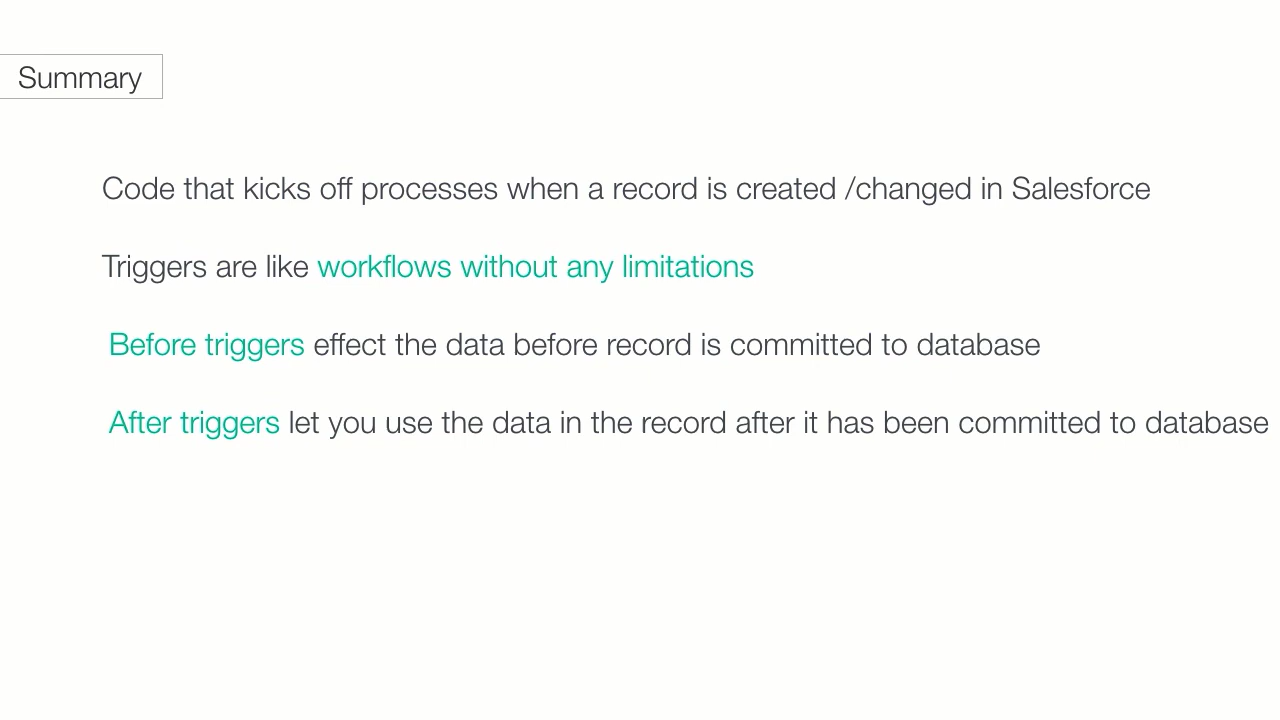 Summary
Code that kicks off processes when a record is created /changed in Salesforce
Triggers are like workflows without any limitations
Before triggers effect the data before record is committed to database
After triggers let you use the data in the record after it has been committed to database